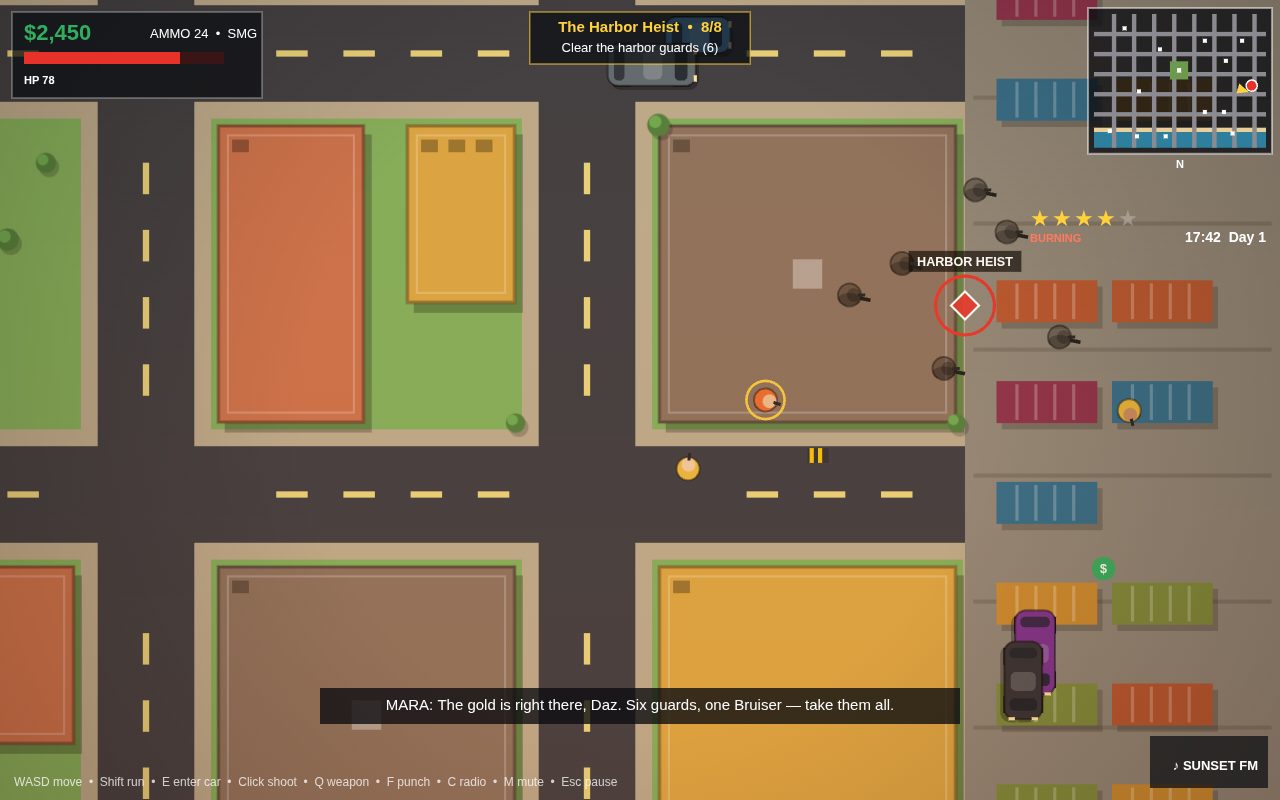 $2,450
AMMO 24 • SMG
HP 78
The Harbor Heist • 8/8
Clear the harbor guards (6)
N
BURNING
17:42 Day 1
HARBOR HEIST
$
MARA: The gold is right there, Daz. Six guards, one Bruiser — take them all.
WASD move • Shift run • E enter car • Click shoot • Q weapon • F punch • C radio • M mute • Esc pause
♪ SUNSET FM